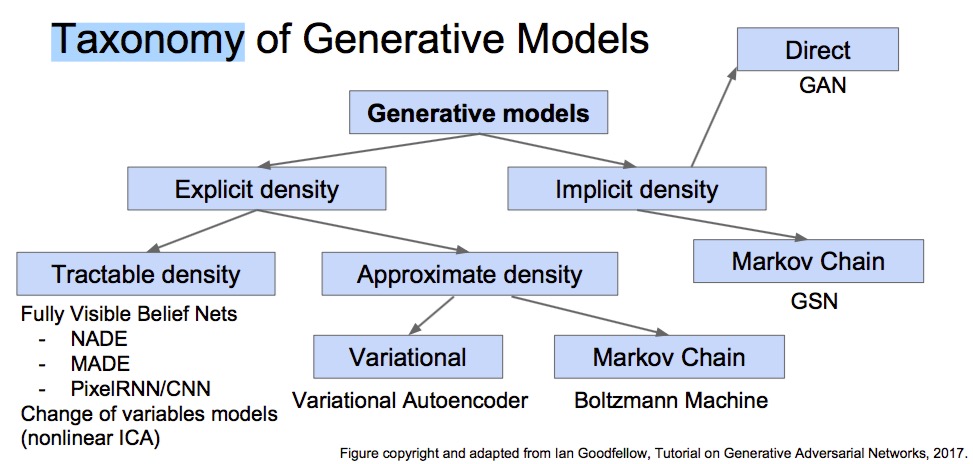 Taxonomy of Generative Models
Direct
GAN
Generative models
Explicit density
Implicit density
Tractable density
Approximate density
Markov Chain
GSN
Fully Visible Belief Nets
- NADE
- MADE
- PixelRNN/CNN
Change of variables models
(nonlinear ICA)
Variational
Variational Autoencoder
Markov Chain
Boltzmann Machine
Figure copyright and adapted from Ian Goodfellow, Tutorial on Generative Adversarial Networks, 2017.